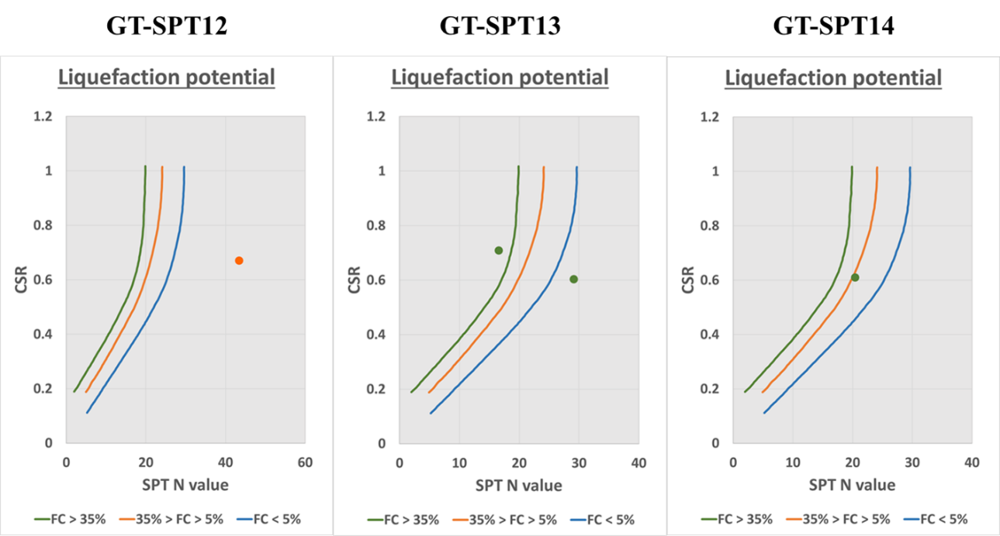 GT-SPT12
GT-SPT13
GT-SPT14
Liquefaction potential
1.2
1
0.8
0.6
0.4
0.2
0
CSR
0 20 40 60
SPT N value
FC > 35% 35% > FC > 5% FC < 5%
Liquefaction potential
1.2
1
0.8
0.6
0.4
0.2
0
CSR
0 10 20 30 40
SPT N value
FC > 35% 35% > FC > 5% FC < 5%
Liquefaction potential
1.2
1
0.8
0.6
0.4
0.2
0
CSR
0 10 20 30 40
SPT N value
FC > 35% 35% > FC > 5% FC < 5%